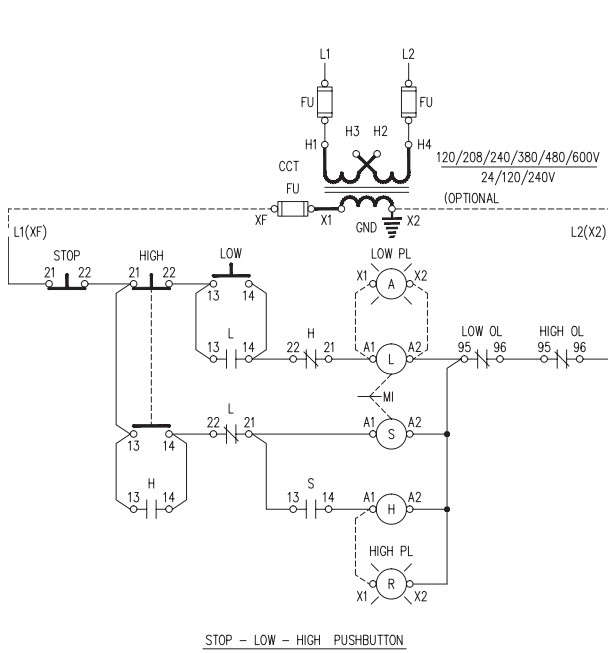 L1 L2
FU FU
H1 H3 H2 H4
CCT 120/208/240/380/480/600V
24/120/240V
FU (OPTIONAL
XF X1 GND X2
L1(XF) L2(X2)
STOP HIGH LOW LOW PL
21 22 21 22 X1 A X2
13 14
L H LOW OL HIGH OL
13 14 22 21 A1 L A2 95 96 95 96
MI
L
22 21 A1 S A2
13 14
H S
13 14 13 14 A1 H A2
HIGH PL
R
X1 X2
STOP - LOW - HIGH PUSHBUTTON